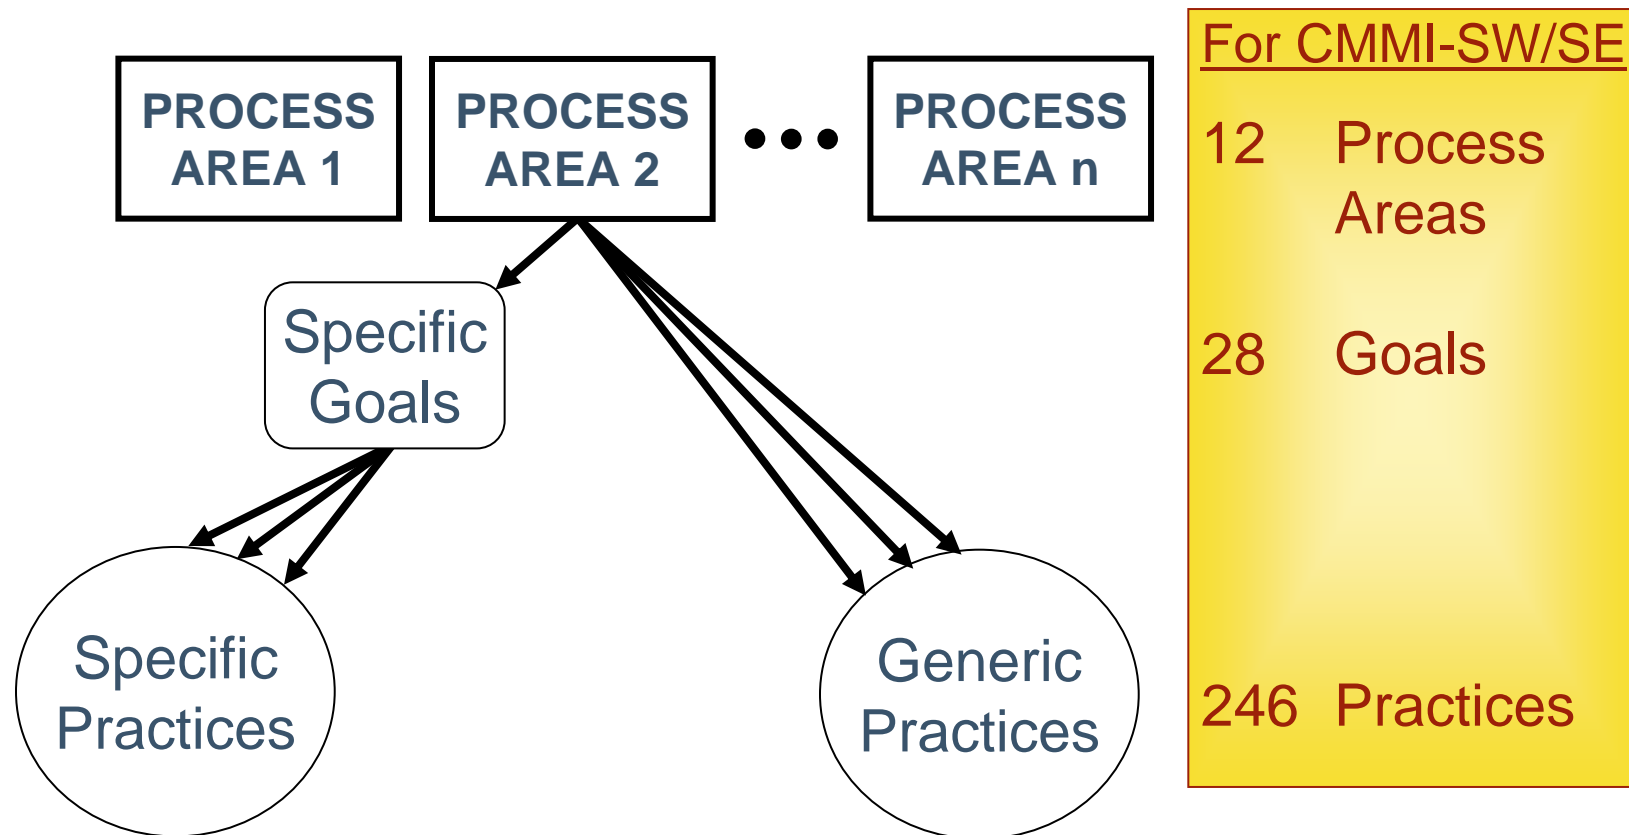 PROCESS
AREA 1
PROCESS
AREA 2
•••
PROCESS
AREA n
Specific
Goals
Specific
Practices
Generic
Practices
For CMMI-SW/SE
12 Process
Areas
28 Goals
246 Practices